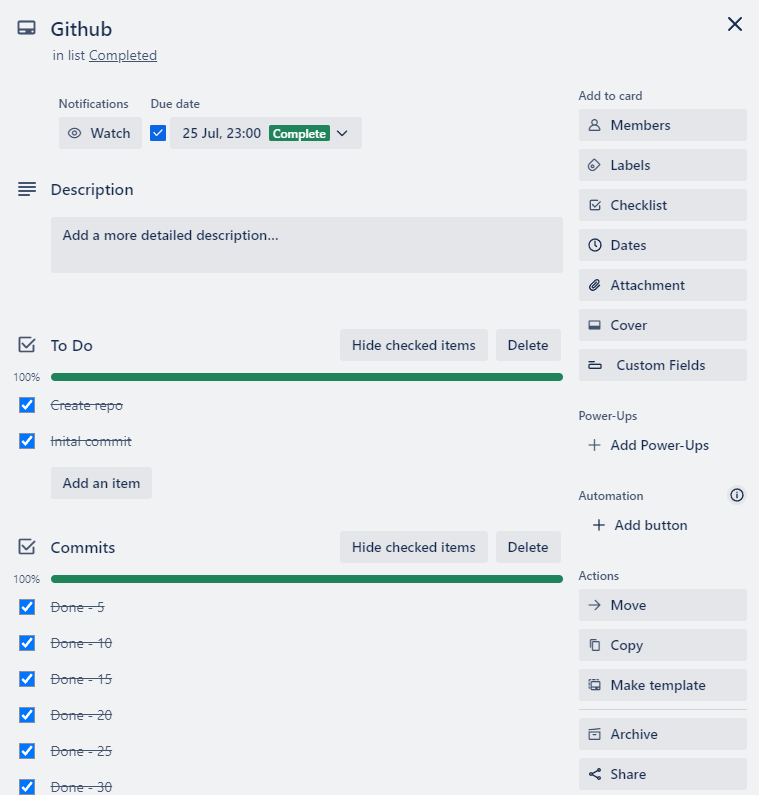 Github
in list Completed
Notifications
Due date
Watch
25 Jul, 23:00 Complete
Description
Add a more detailed description...
To Do
Hide checked items
Delete
100%
Create repo
Inital commit
Add an item
Commits
Hide checked items
Delete
100%
Done - 5
Done - 10
Done - 15
Done - 20
Done - 25
Done - 30
Add to card
Members
Labels
Checklist
Dates
Attachment
Cover
Custom Fields
Power-Ups
Add Power-Ups
Automation
Add button
Actions
Move
Copy
Make template
Archive
Share